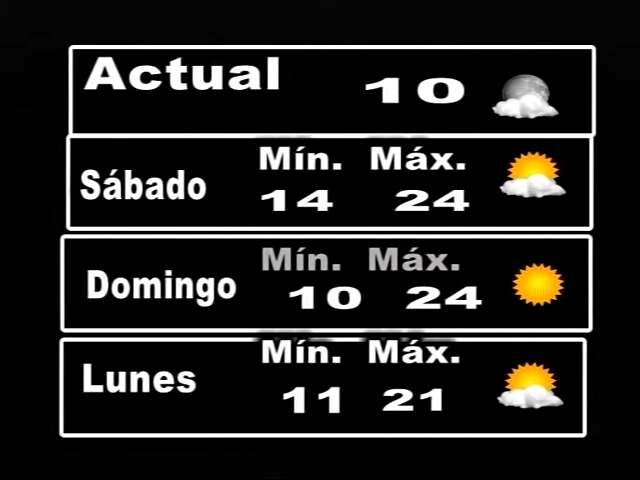 Actual 10
Mín. Máx.
Sábado 14 24
Mín. Máx.
Domingo 10 24
Mín. Máx.
Lunes 11 21